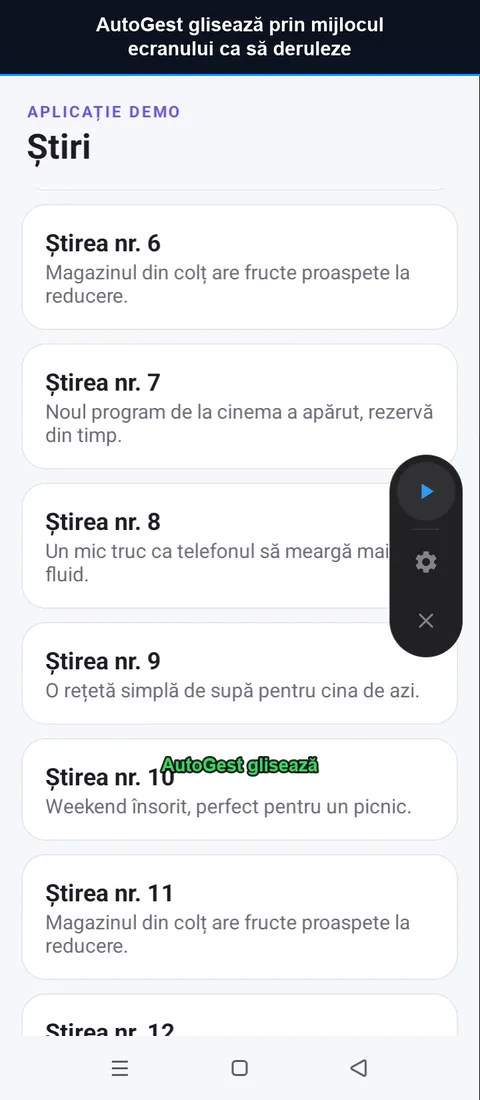 AutoGest glisează prin mijlocul
ecranului ca să deruleze
APLICAȚIE DEMO
Știri
Știrea nr. 6
Magazinul din colț are fructe proaspete la
reducere.
Știrea nr. 7
Noul program de la cinema a apărut, rezervă
din timp.
Știrea nr. 8
Un mic truc ca telefonul să meargă mai
fluid.
Știrea nr. 9
O rețetă simplă de supă pentru cina de azi.
AutoGest glisează
Știrea nr. 10
Weekend însorit, perfect pentru un picnic.
Știrea nr. 11
Magazinul din colț are fructe proaspete la
reducere.
Știrea nr. 12